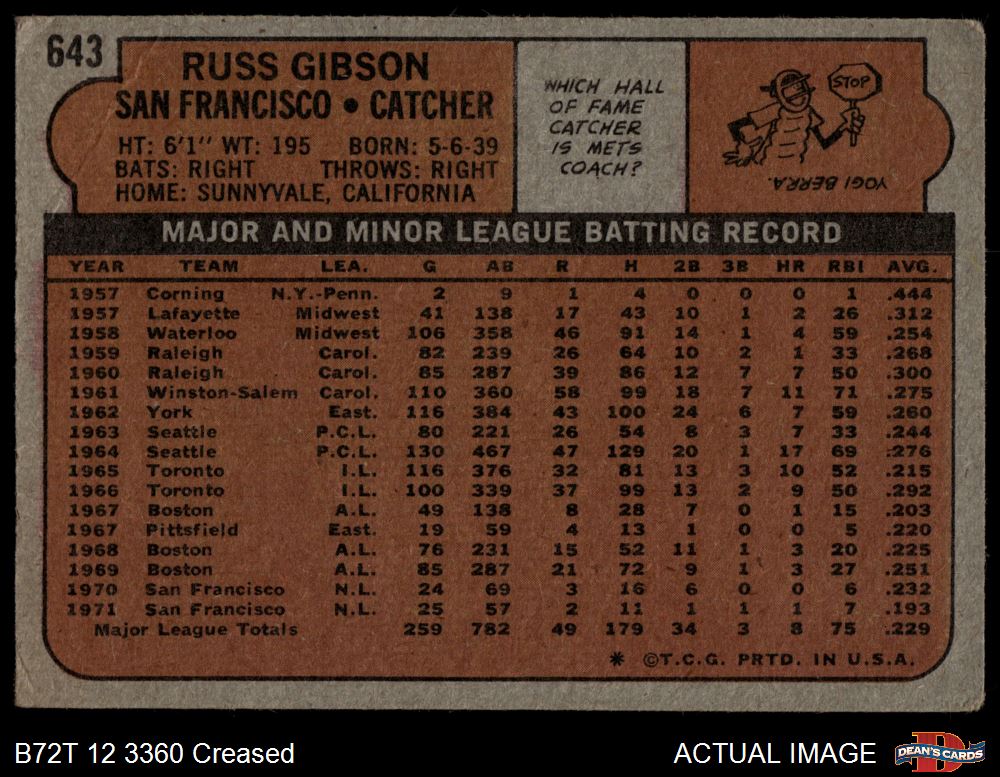 643
RUSS GIBSON
SAN FRANCISCO • CATCHER
HT: 6'1" WT: 195 BORN: 5-6-39
BATS: RIGHT THROWS: RIGHT
HOME: SUNNYVALE, CALIFORNIA
WHICH HALL
OF FAME
CATCHER
IS METS
COACH?
STOP
YOGI BERRA.
MAJOR AND MINOR LEAGUE BATTING RECORD
YEAR TEAM LEA. G AB R H 2B 3B HR RBI AVG.
1957 Corning N.Y.-Penn. 2 9 1 4 0 0 0 1 .444
1957 Lafayette Midwest 41 138 17 43 10 1 2 26 .312
1958 Waterloo Midwest 106 358 46 91 14 1 4 59 .254
1959 Raleigh Carol. 82 239 26 64 10 2 1 33 .268
1960 Raleigh Carol. 85 287 39 86 12 7 7 50 .300
1961 Winston-Salem Carol. 110 360 58 99 18 7 11 71 .275
1962 York East. 116 384 43 100 24 6 7 59 .260
1963 Seattle P.C.L. 80 221 26 54 8 3 7 33 .244
1964 Seattle P.C.L. 130 467 47 129 20 1 17 69 .276
1965 Toronto I.L. 116 376 32 81 13 3 10 52 .215
1966 Toronto I.L. 100 339 37 99 13 2 9 50 .292
1967 Boston A.L. 49 138 8 28 7 0 1 15 .203
1967 Pittsfield East. 19 59 4 13 1 0 0 5 .220
1968 Boston A.L. 76 231 15 52 11 1 3 20 .225
1969 Boston A.L. 85 287 21 72 9 1 3 27 .251
1970 San Francisco N.L. 24 69 3 16 6 0 0 6 .232
1971 San Francisco N.L. 25 57 2 11 1 1 1 7 .193
Major League Totals 259 782 49 179 34 3 8 75 .229
* ©T.C.G. PRTD. IN U.S.A.
B72T 12 3360 Creased
ACTUAL IMAGE
DEAN'S CARDS